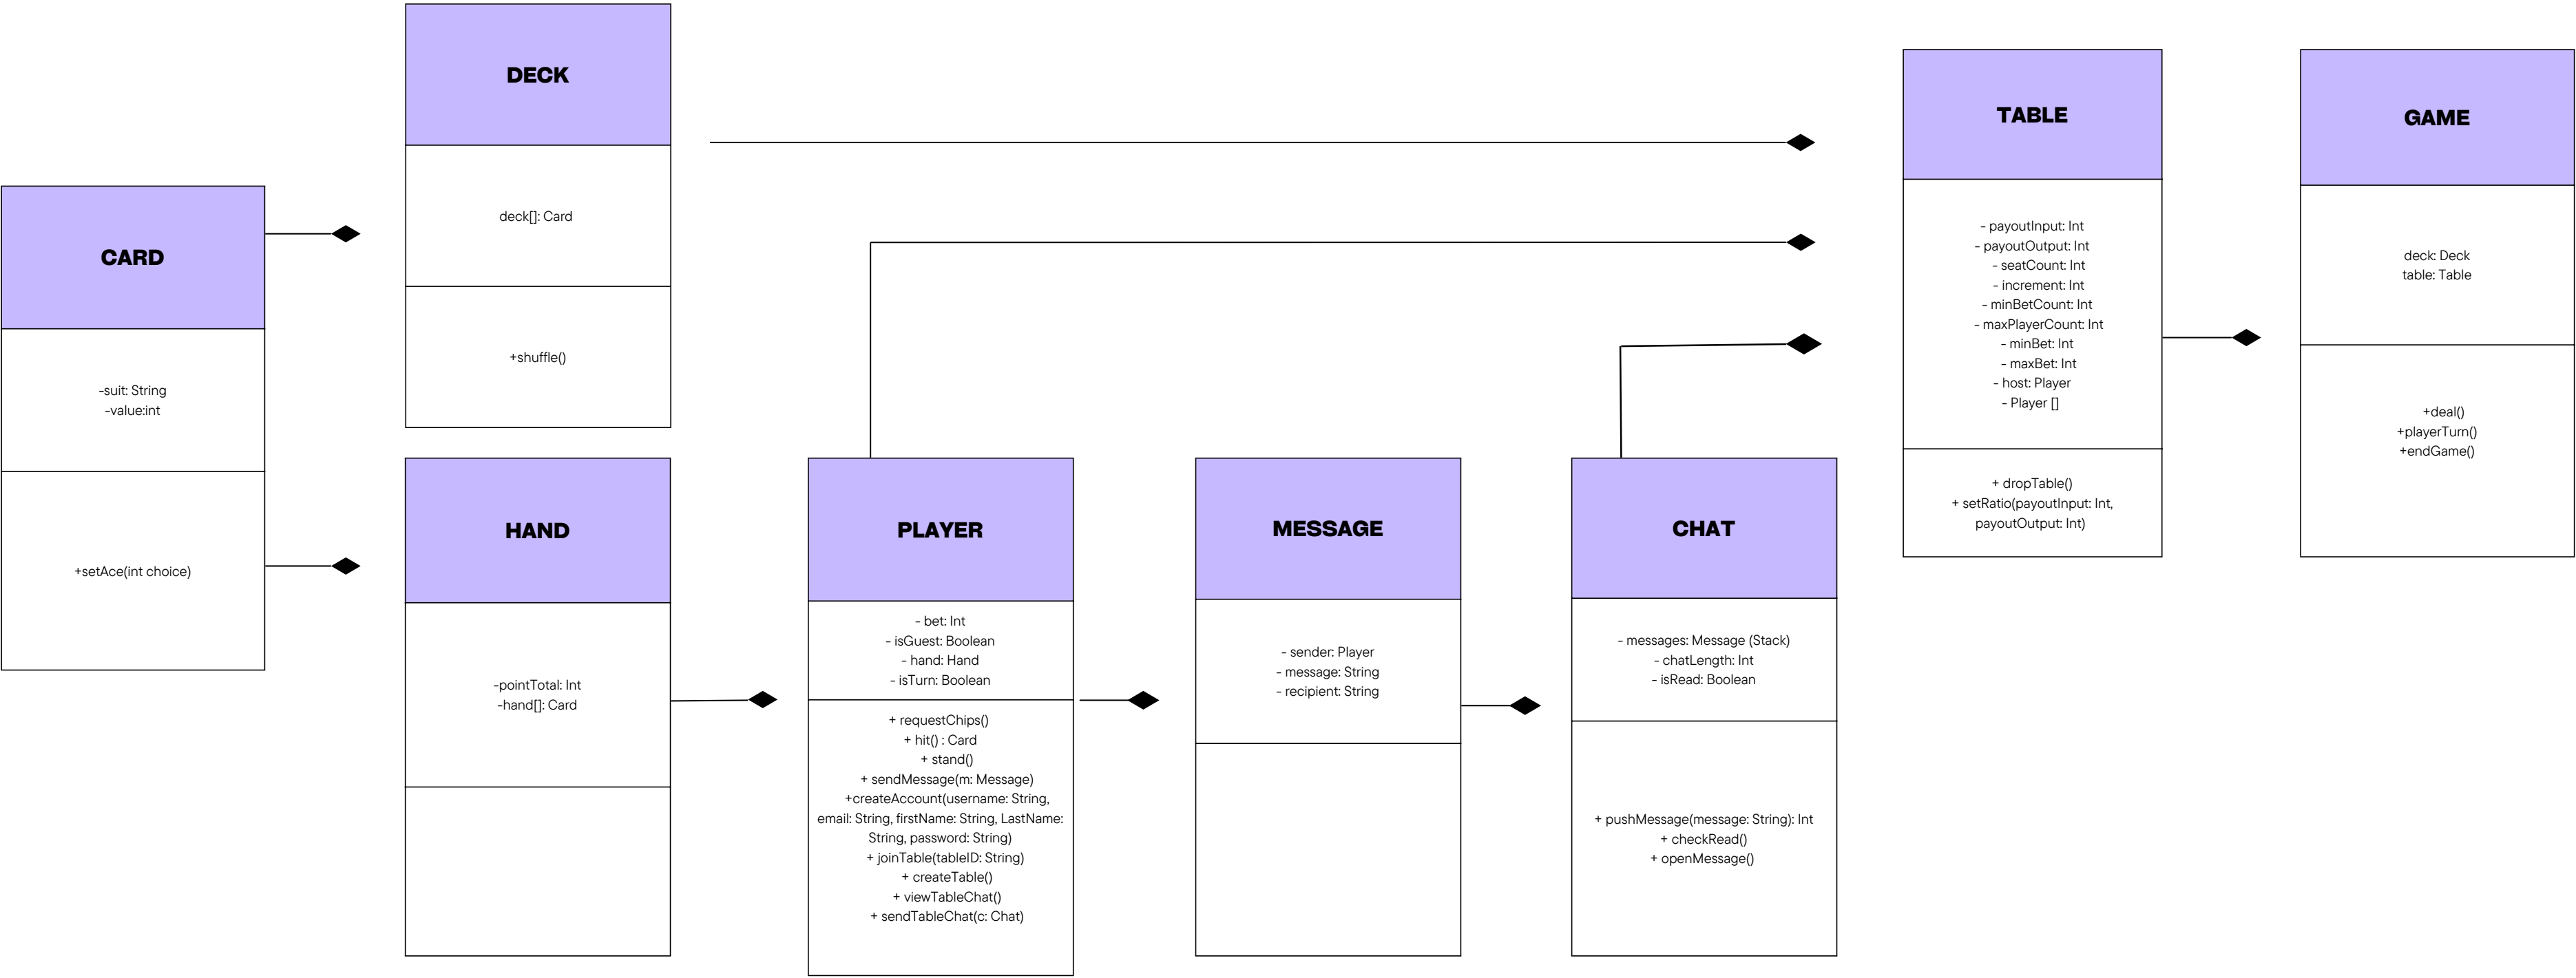 DECK
deck[]: Card
+shuffle()
CARD
-suit: String
-value:int
+setAce(int choice)
HAND
-pointTotal: Int
-hand[]: Card
PLAYER
- bet: Int
- isGuest: Boolean
- hand: Hand
- isTurn: Boolean
+ requestChips()
+ hit() : Card
+ stand()
+ sendMessage(m: Message)
+createAccount(username: String,
email: String, firstName: String, LastName:
String, password: String)
+ joinTable(tableID: String)
+ createTable()
+ viewTableChat()
+ sendTableChat(c: Chat)
MESSAGE
- sender: Player
- message: String
- recipient: String
CHAT
- messages: Message (Stack)
- chatLength: Int
- isRead: Boolean
+ pushMessage(message: String): Int
+ checkRead()
+ openMessage()
TABLE
- payoutInput: Int
- payoutOutput: Int
- seatCount: Int
- increment: Int
- minBetCount: Int
- maxPlayerCount: Int
- minBet: Int
- maxBet: Int
- host: Player
- Player []
+ dropTable()
+ setRatio(payoutInput: Int,
payoutOutput: Int)
GAME
deck: Deck
table: Table
+deal()
+playerTurn()
+endGame()